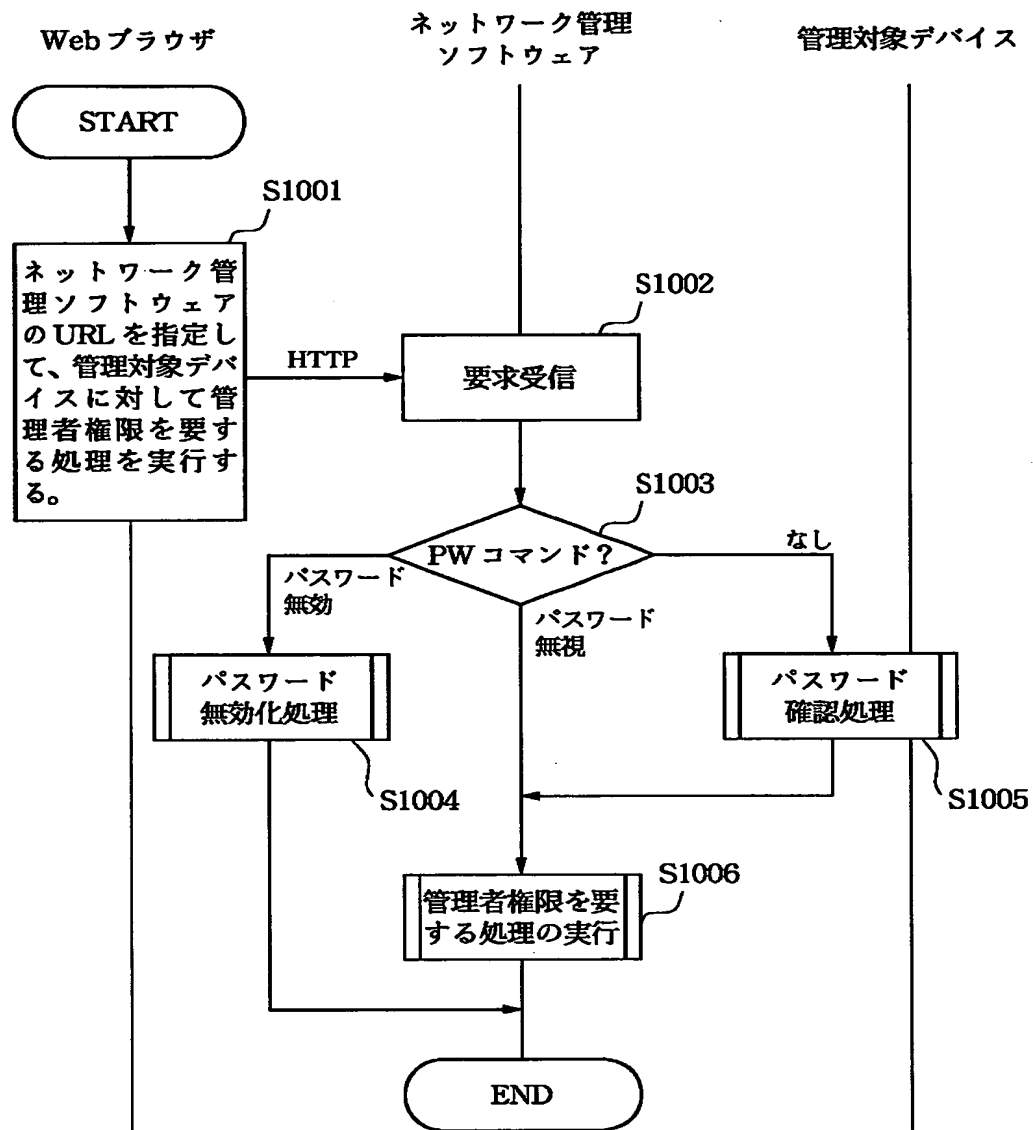 Webブラウザ
ネットワーク管理
ソフトウェア
管理対象デバイス
START
S1001
ネットワーク管
理ソフトウェア
のURLを指定し
て、管理対象デバ
イスに対して管
理者権限を要す
る処理を実行す
る。
HTTP
S1002
要求受信
S1003
PWコマンド?
なし
パスワード
無効
パスワード
無視
パスワード
無効化処理
S1004
パスワード
確認処理
S1005
S1006
管理者権限を要
する処理の実行
END